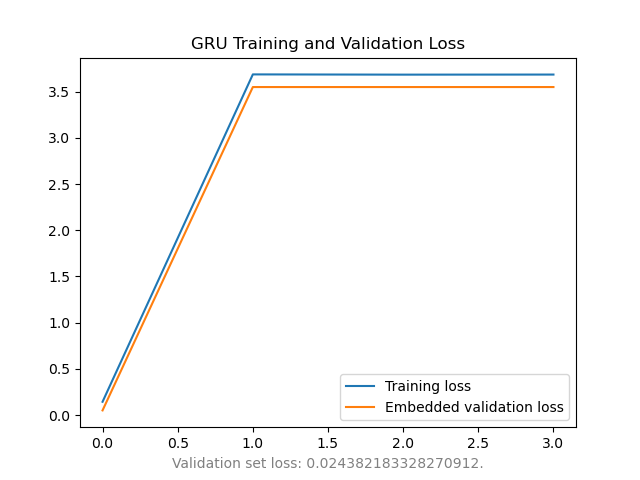 GRU Training and Validation Loss
3.5
3.0
2.5
2.0
1.5
1.0
0.5
0.0
Training loss
Embedded validation loss
0.0 0.5 1.0 1.5 2.0 2.5 3.0
Validation set loss: 0.024382183328270912.